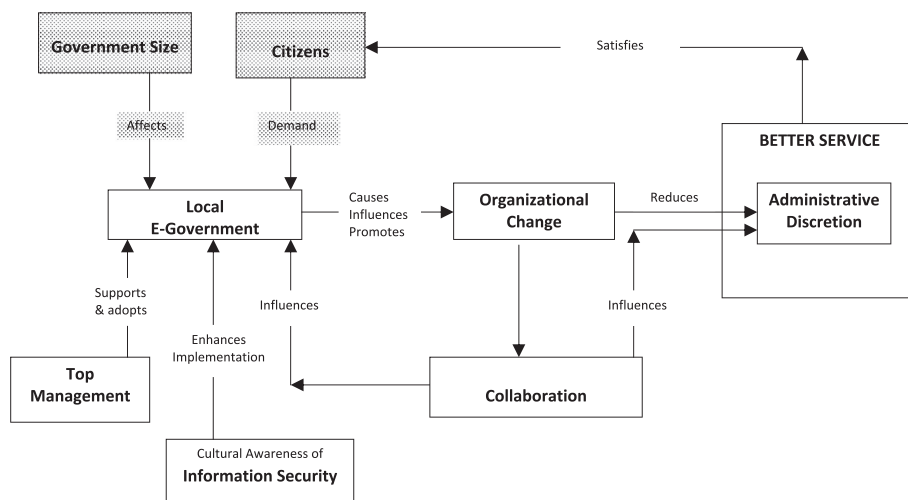 Government Size
Citizens
Satisfies
Affects
Demand
BETTER SERVICE
Local
E-Government
Causes
Influences
Promotes
Organizational
Change
Reduces
Administrative
Discretion
Supports
& adopts
Influences
Influences
Enhances
Implementation
Top
Management
Collaboration
Cultural Awareness of
Information Security